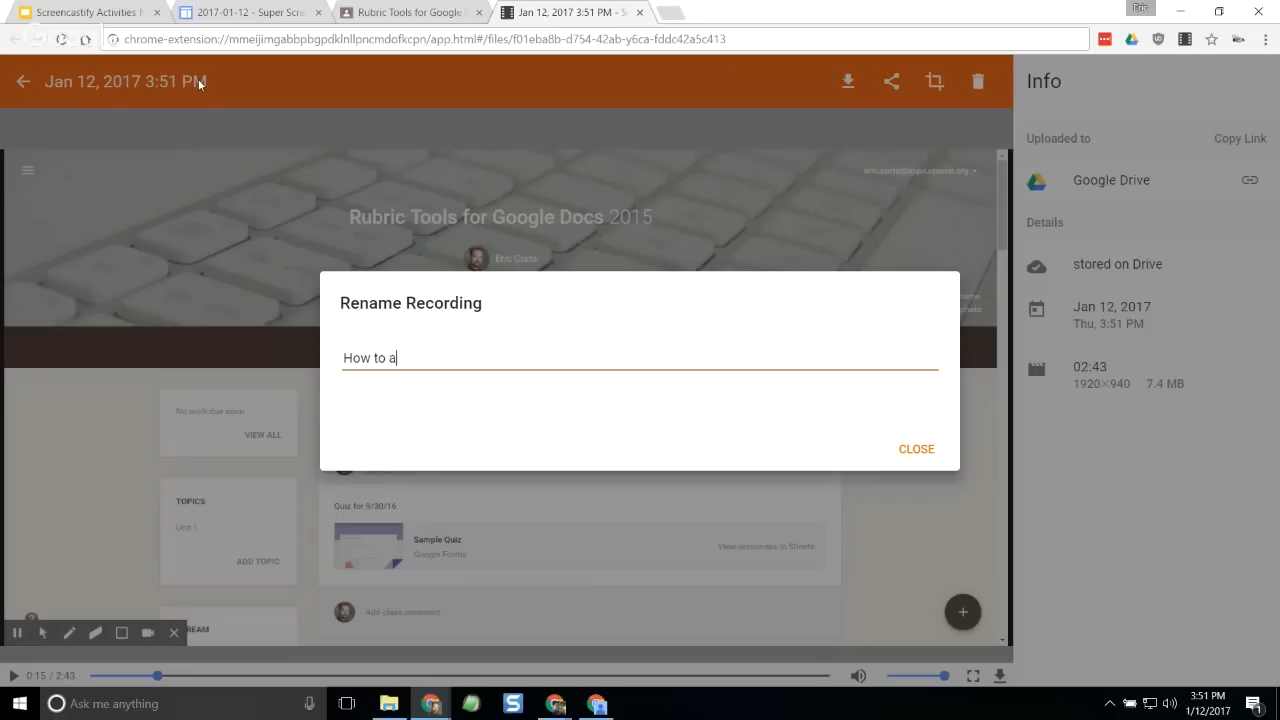 Screencastify Activities f
2017-01-12 - Super Scre
Rubric Tools for Google
Jan 12, 2017 3:51 PM - S
Eric
chrome-extension://mmeijimgabbpbgpdklnllpncmdofkcpn/app.html#/files/f01eba8b-d754-42ab-y6ca-fddc42a5c413
Jan 12, 2017 3:51 PM
Info
Uploaded to
Copy Link
Google Drive
Details
stored on Drive
Jan 12, 2017
Thu, 3:51 PM
02:43
1920×940 7.4 MB
Rubric Tools for Google Docs 2015
Eric Curts
Rename Recording
How to a
CLOSE
No work due soon
VIEW ALL
TOPICS
Unit 1
ADD TOPIC
REAM
Quiz for 9/30/16
Sample Quiz
Google Forms
View responses in Sheets
Add class comment
0:15 / 2:43
Ask me anything
3:51 PM
1/12/2017